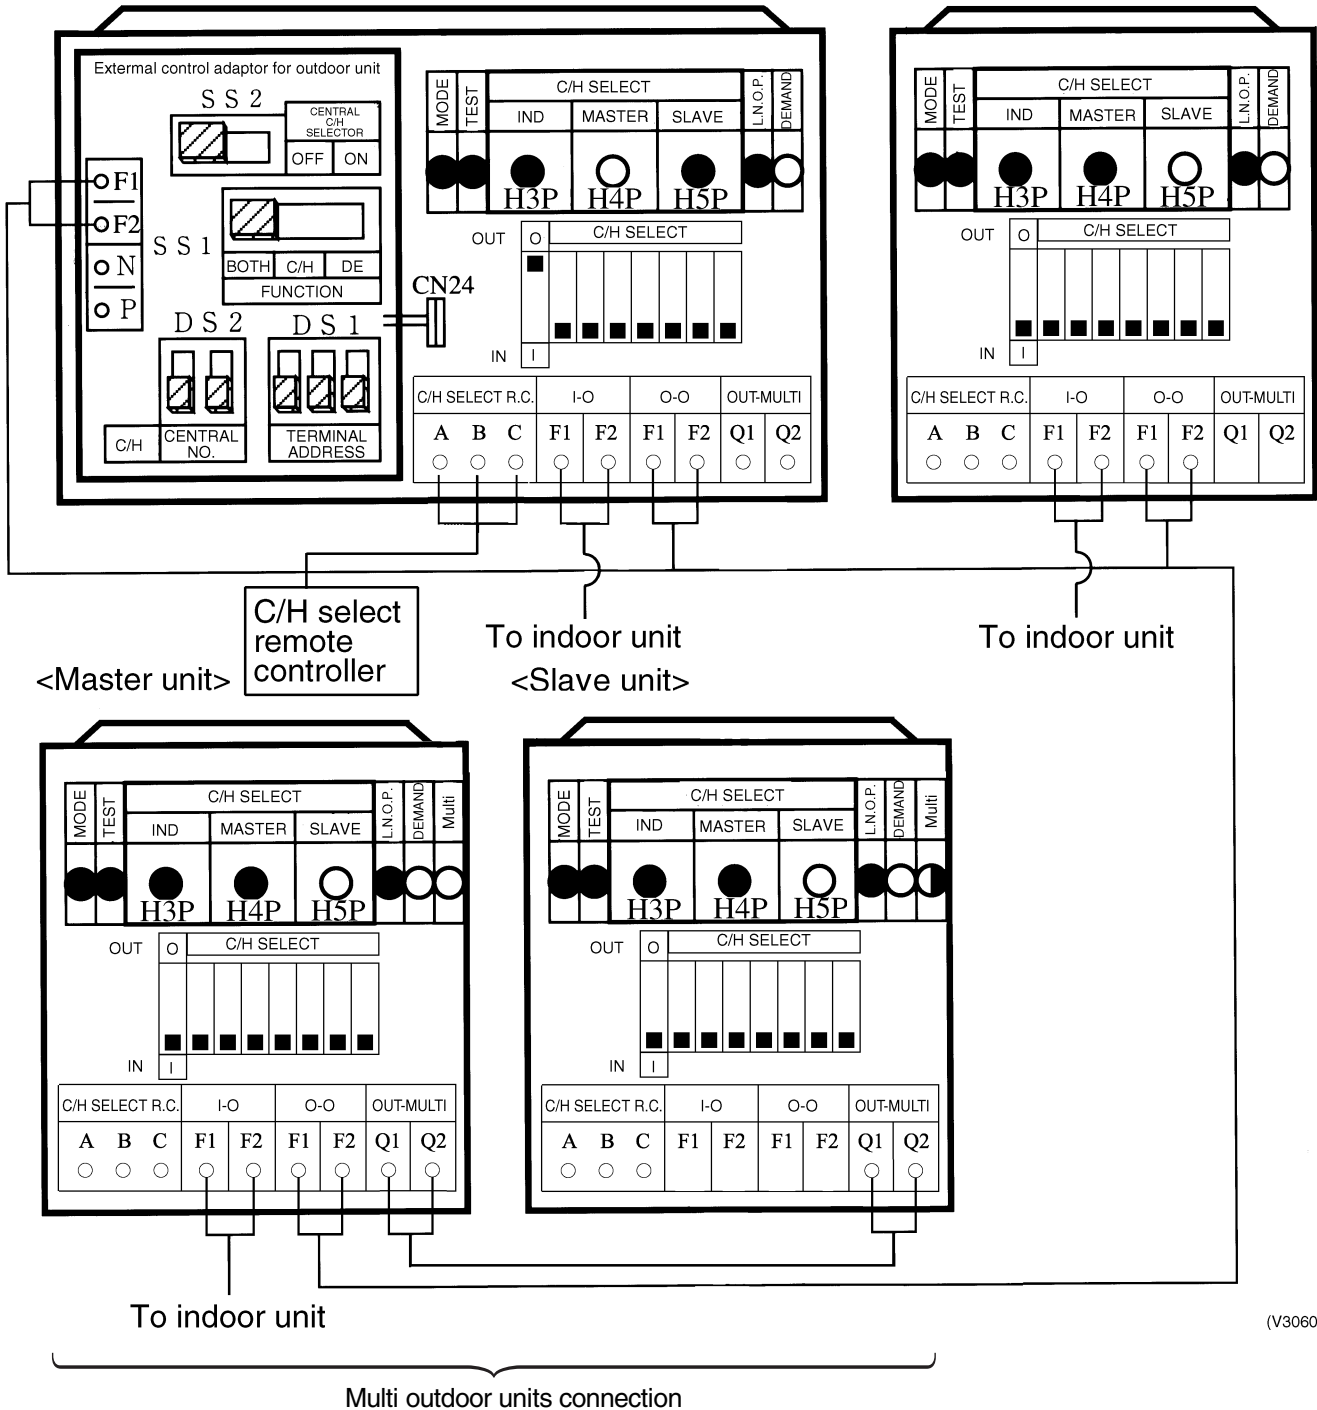 Extermal control adaptor for outdoor unit
SS2
CENTRAL
C/H
SELECTOR
OFF ON
F1
F2
N
P
SS1
BOTH C/H DE
FUNCTION
CN24
DS2 DS1
C/H
CENTRAL
NO.
TERMINAL
ADDRESS
MODE TEST C/H SELECT L.N.O.P. DEMAND
IND MASTER SLAVE
H3P H4P H5P
OUT O C/H SELECT
IN I
C/H SELECT R.C. I-O O-O OUT-MULTI
A B C F1 F2 F1 F2 Q1 Q2
MODE TEST C/H SELECT L.N.O.P. DEMAND
IND MASTER SLAVE
H3P H4P H5P
OUT O C/H SELECT
IN I
C/H SELECT R.C. I-O O-O OUT-MULTI
A B C F1 F2 F1 F2 Q1 Q2
C/H select
remote
controller
To indoor unit
To indoor unit
<Master unit>
<Slave unit>
MODE TEST C/H SELECT L.N.O.P. DEMAND Multi
IND MASTER SLAVE
H3P H4P H5P
OUT O C/H SELECT
IN I
C/H SELECT R.C. I-O O-O OUT-MULTI
A B C F1 F2 F1 F2 Q1 Q2
MODE TEST C/H SELECT L.N.O.P. DEMAND Multi
IND MASTER SLAVE
H3P H4P H5P
OUT O C/H SELECT
IN I
C/H SELECT R.C. I-O O-O OUT-MULTI
A B C F1 F2 F1 F2 Q1 Q2
To indoor unit
(V3060
Multi outdoor units connection